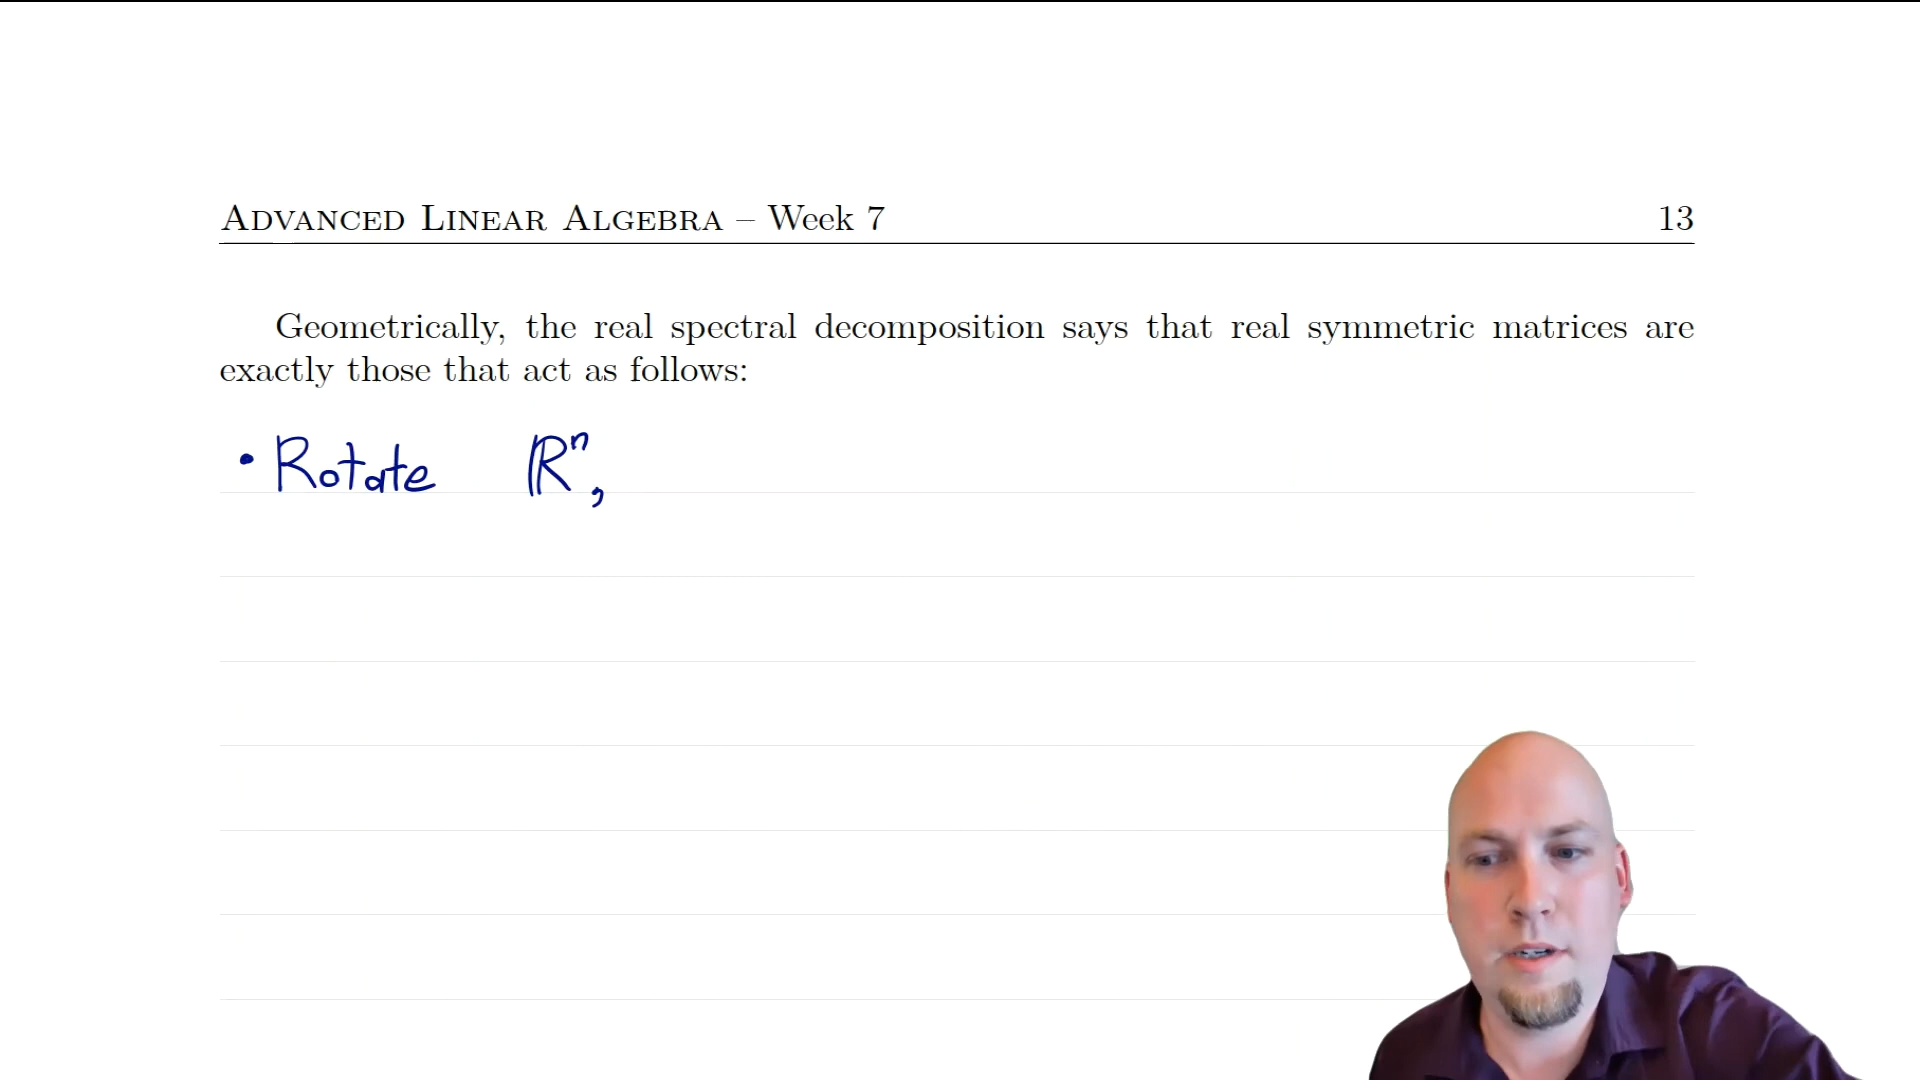 ADVANCED LINEAR ALGEBRA – Week 7 13
Geometrically, the real spectral decomposition says that real symmetric matrices are
exactly those that act as follows:
• Rotate ℝⁿ,